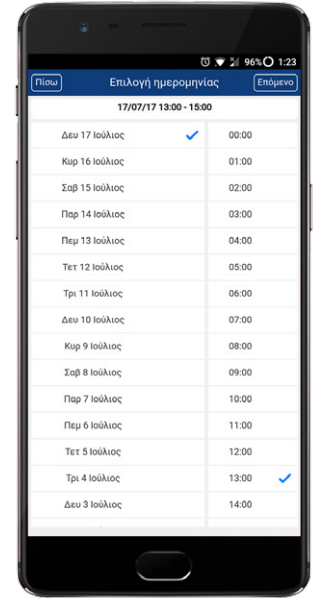 96% 1:23
Πίσω Επιλογή ημερομηνίας Επόμενο
17/07/17 13:00 - 15:00
Δευ 17 Ιούλιος 00:00
Κυρ 16 Ιούλιος 01:00
Σαβ 15 Ιούλιος 02:00
Παρ 14 Ιούλιος 03:00
Πεμ 13 Ιούλιος 04:00
Τετ 12 Ιούλιος 05:00
Τρι 11 Ιούλιος 06:00
Δευ 10 Ιούλιος 07:00
Κυρ 9 Ιούλιος 08:00
Σαβ 8 Ιούλιος 09:00
Παρ 7 Ιούλιος 10:00
Πεμ 6 Ιούλιος 11:00
Τετ 5 Ιούλιος 12:00
Τρι 4 Ιούλιος 13:00
Δευ 3 Ιούλιος 14:00